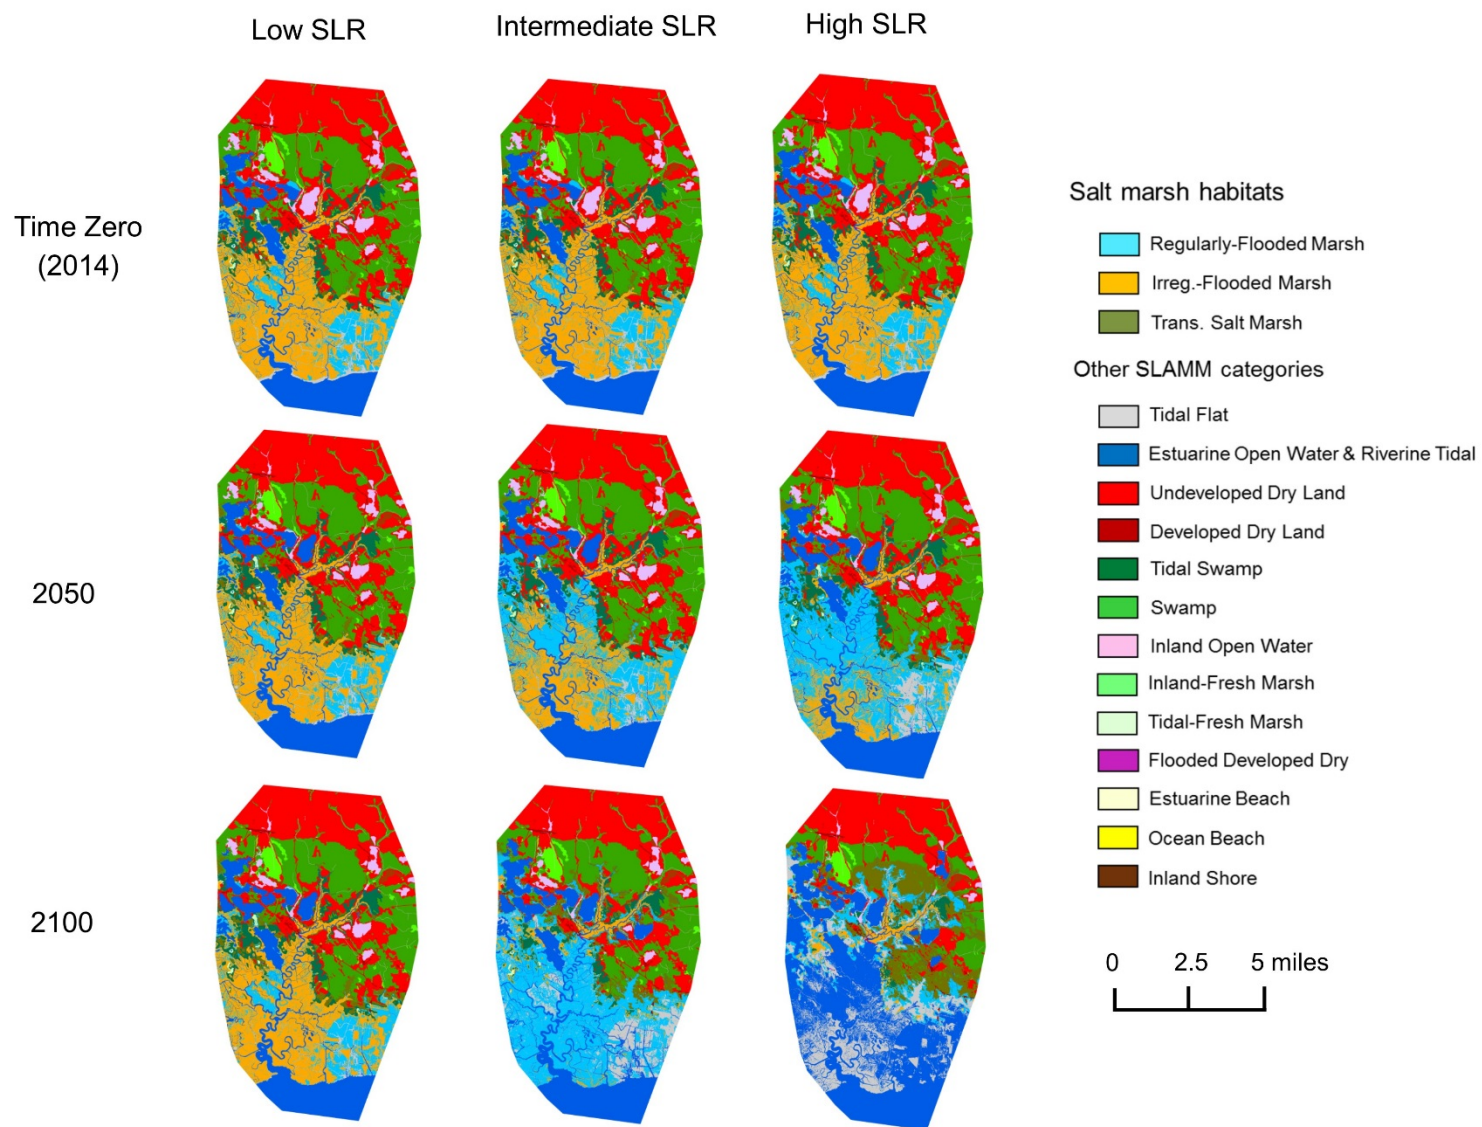 Low SLR
Intermediate SLR
High SLR
Time Zero
(2014)
2050
2100
Salt marsh habitats
Regularly-Flooded Marsh
Irreg.-Flooded Marsh
Trans. Salt Marsh
Other SLAMM categories
Tidal Flat
Estuarine Open Water & Riverine Tidal
Undeveloped Dry Land
Developed Dry Land
Tidal Swamp
Swamp
Inland Open Water
Inland-Fresh Marsh
Tidal-Fresh Marsh
Flooded Developed Dry
Estuarine Beach
Ocean Beach
Inland Shore
0 2.5 5 miles